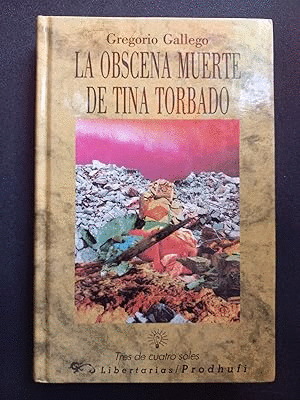 Gregorio Gallego
LA OBSCENA MUERTE
DE TINA TORBADO
Tres de cuatro soles
Libertarias/Prodhufi